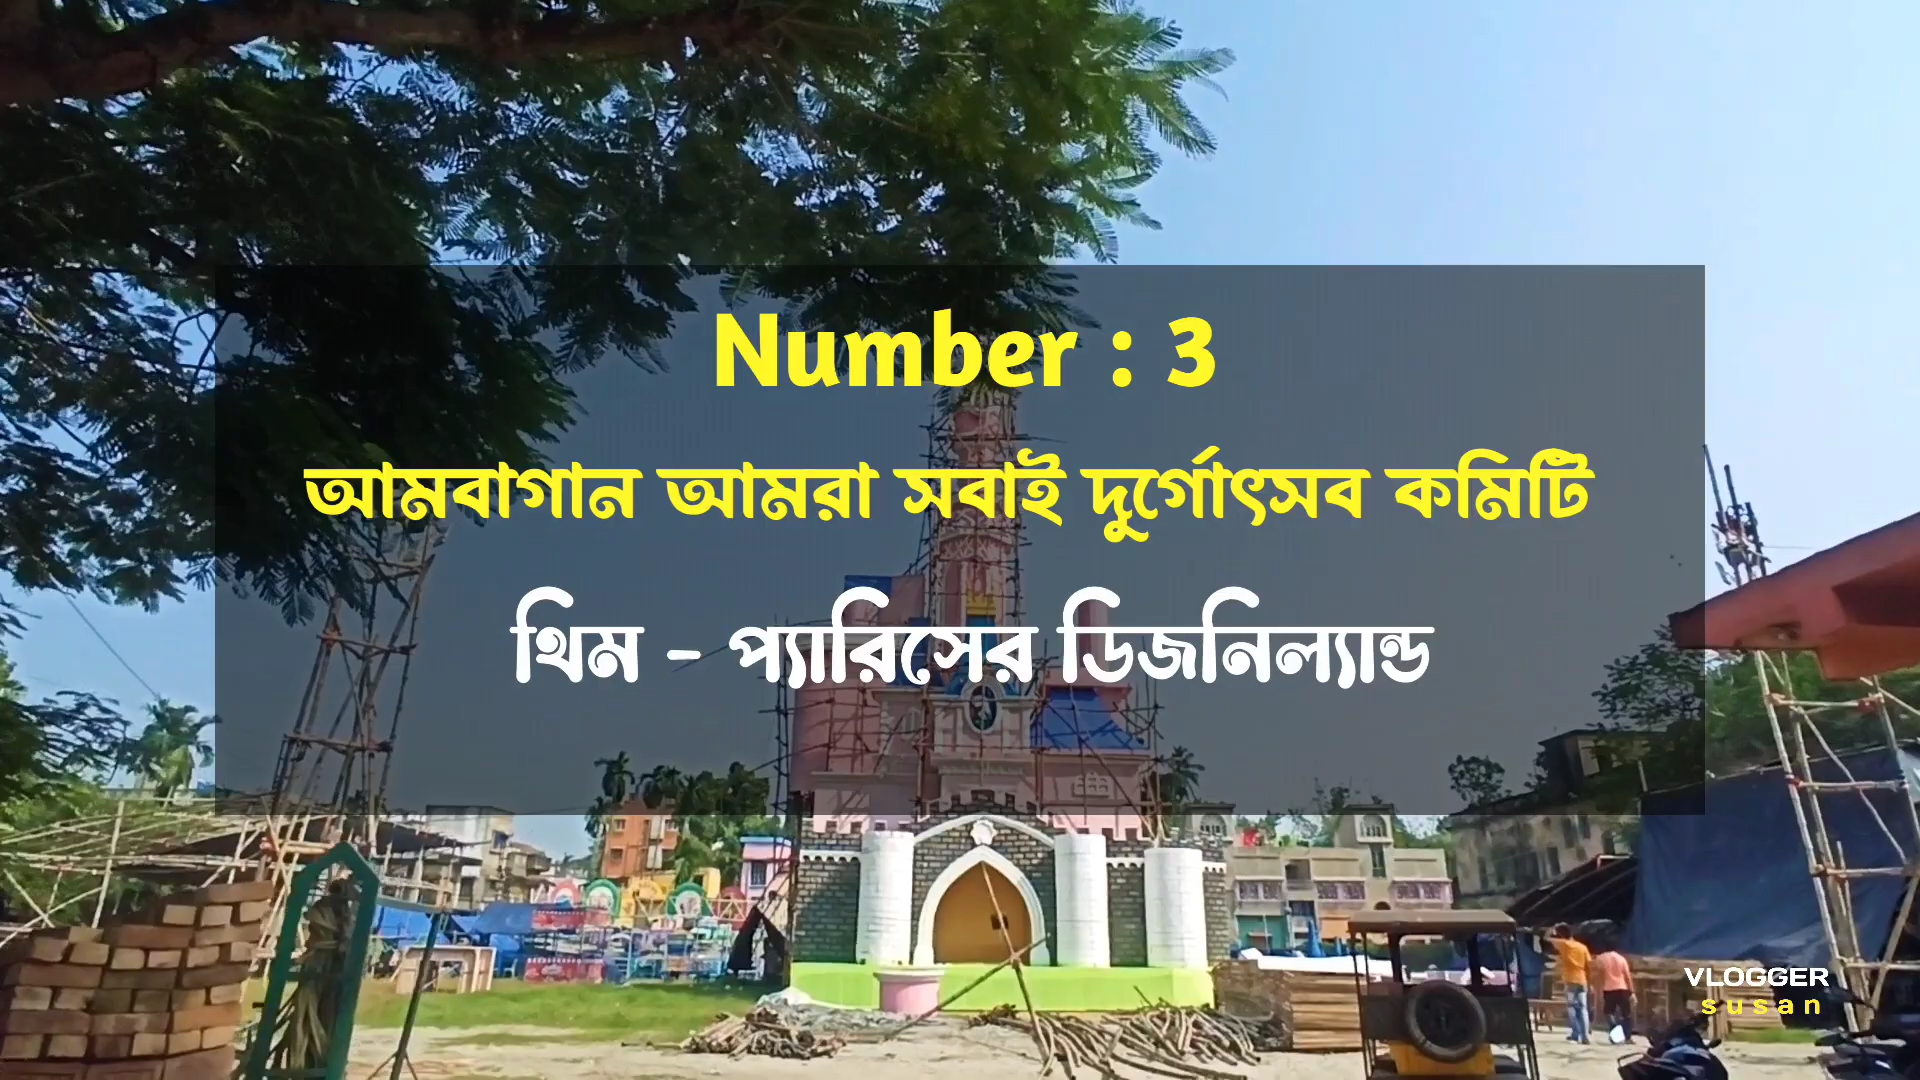 Number : 3
আমবাগান আমরা সবাই দুর্গোৎসব কমিটি
থিম - প্যারিসের ডিজনিল্যান্ড
VLOGGER
susan